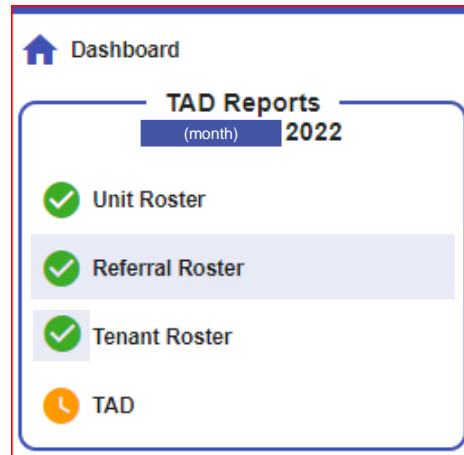 Dashboard
TAD Reports
(month) 2022
Unit Roster
Referral Roster
Tenant Roster
TAD